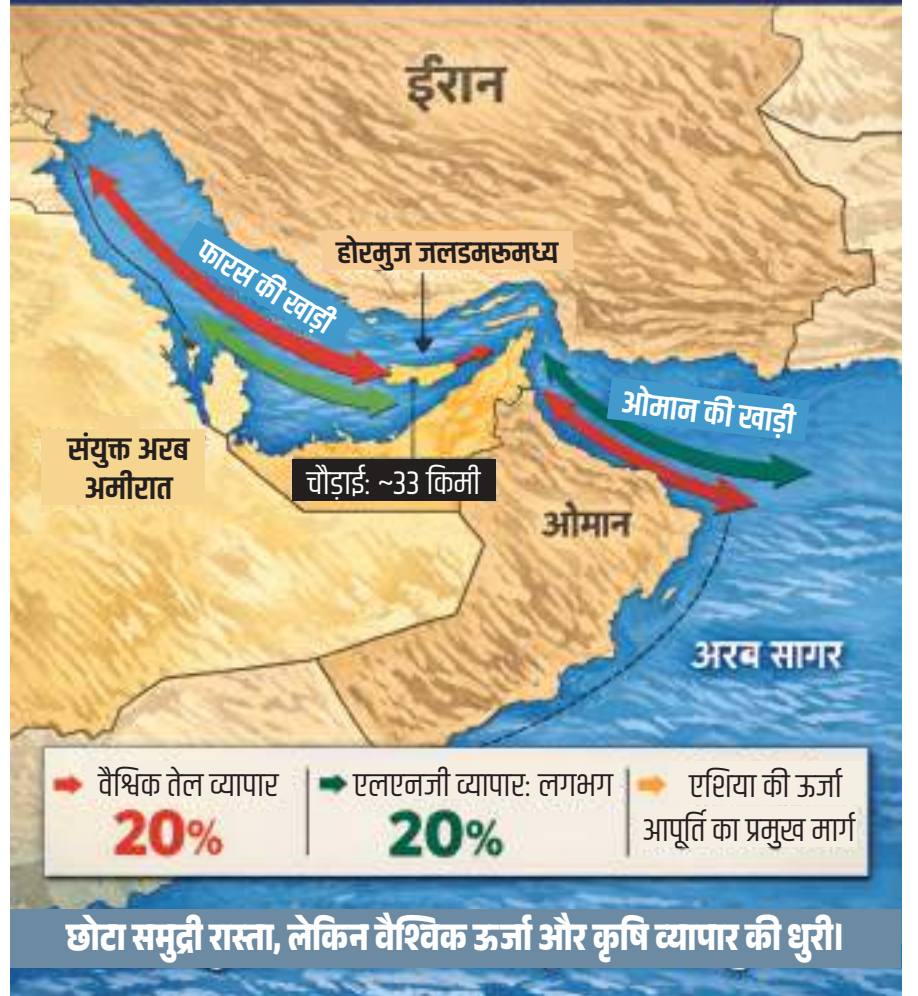 ईरान
होरमुज जलडमरूमध्य
फारस की खाड़ी
ओमान की खाड़ी
संयुक्त अरब
अमीरात
चौड़ाई: ~33 किमी
ओमान
अरब सागर
वैश्विक तेल व्यापार
20%
एलएनजी व्यापार: लगभग
20%
एशिया की ऊर्जा
आपूर्ति का प्रमुख मार्ग
छोटा समुद्री रास्ता, लेकिन वैश्विक ऊर्जा और कृषि व्यापार की धुरी।